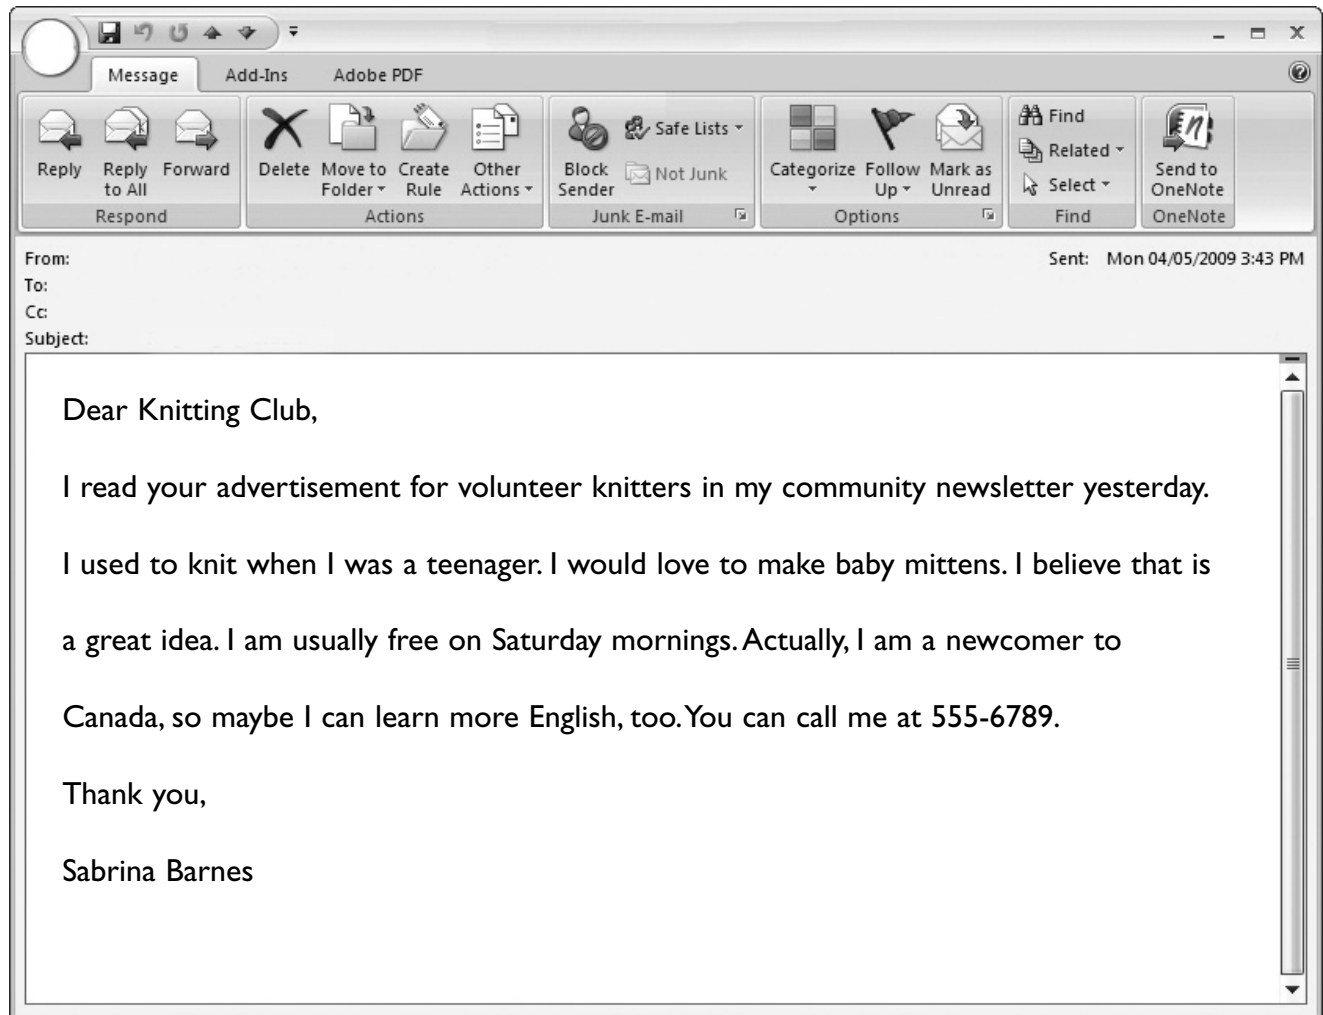 Message Add-Ins Adobe PDF
Reply Reply to All Forward Delete Move to Folder Create Rule Other Actions Block Sender Safe Lists Not Junk Categorize Follow Up Mark as Unread Find Related Select Send to OneNote
Respond Actions Junk E-mail Options Find OneNote
From: Sent: Mon 04/05/2009 3:43 PM
To:
Cc:
Subject:
Dear Knitting Club,
I read your advertisement for volunteer knitters in my community newsletter yesterday.
I used to knit when I was a teenager. I would love to make baby mittens. I believe that is
a great idea. I am usually free on Saturday mornings. Actually, I am a newcomer to
Canada, so maybe I can learn more English, too. You can call me at 555-6789.
Thank you,
Sabrina Barnes